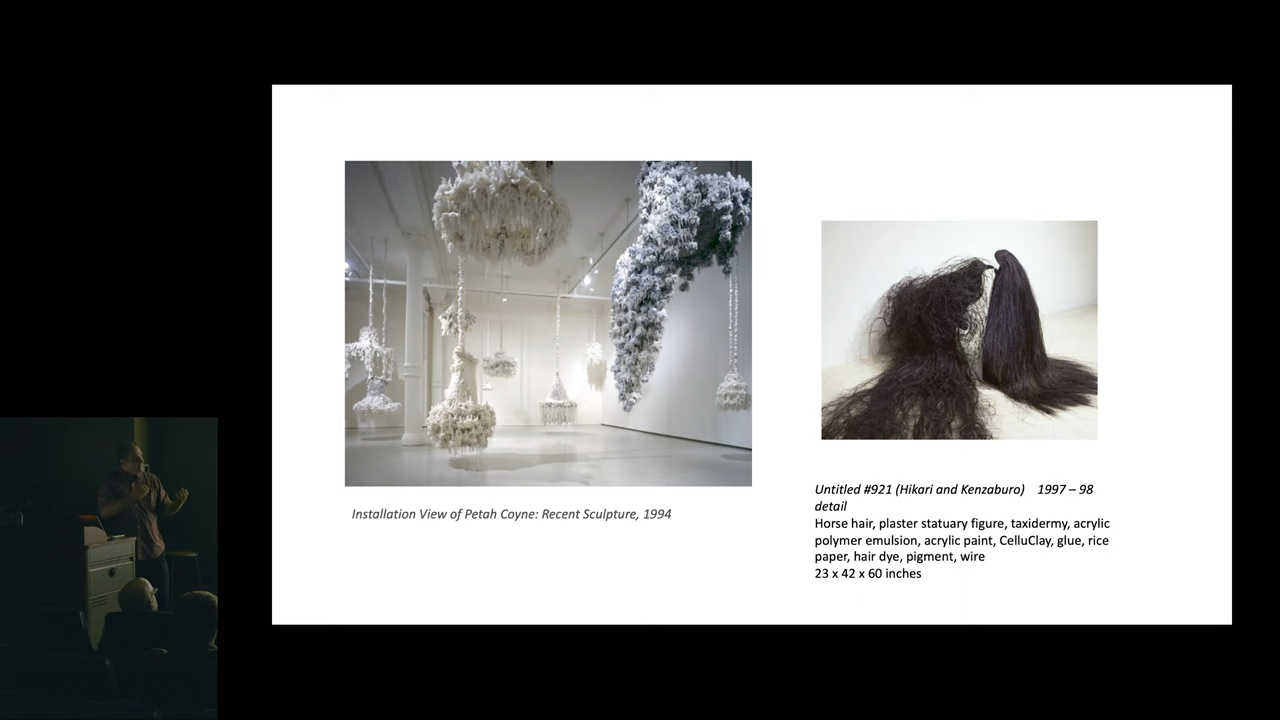 Installation View of Petah Coyne: Recent Sculpture, 1994
Untitled #921 (Hikari and Kenzaburo) 1997 – 98
detail
Horse hair, plaster statuary figure, taxidermy, acrylic
polymer emulsion, acrylic paint, CelluClay, glue, rice
paper, hair dye, pigment, wire
23 x 42 x 60 inches